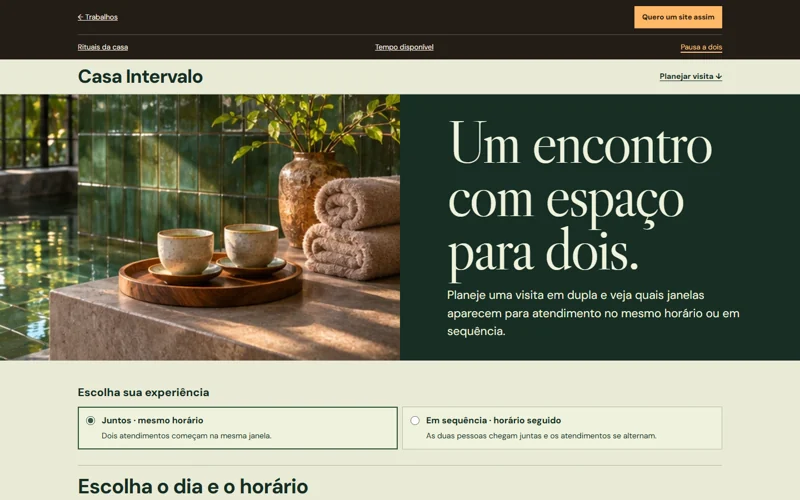 ← Trabalhos
Quero um site assim
Rituais da casa
Tempo disponível
Pausa a dois
Casa Intervalo
Planejar visita ↓
Um encontro
com espaço
para dois.
Planeje uma visita em dupla e veja quais janelas
aparecem para atendimento no mesmo horário ou em
sequência.
Escolha sua experiência
Juntos · mesmo horário
Dois atendimentos começam na mesma janela.
Em sequência · horário seguido
As duas pessoas chegam juntas e os atendimentos se alternam.
Escolha o dia e o horário